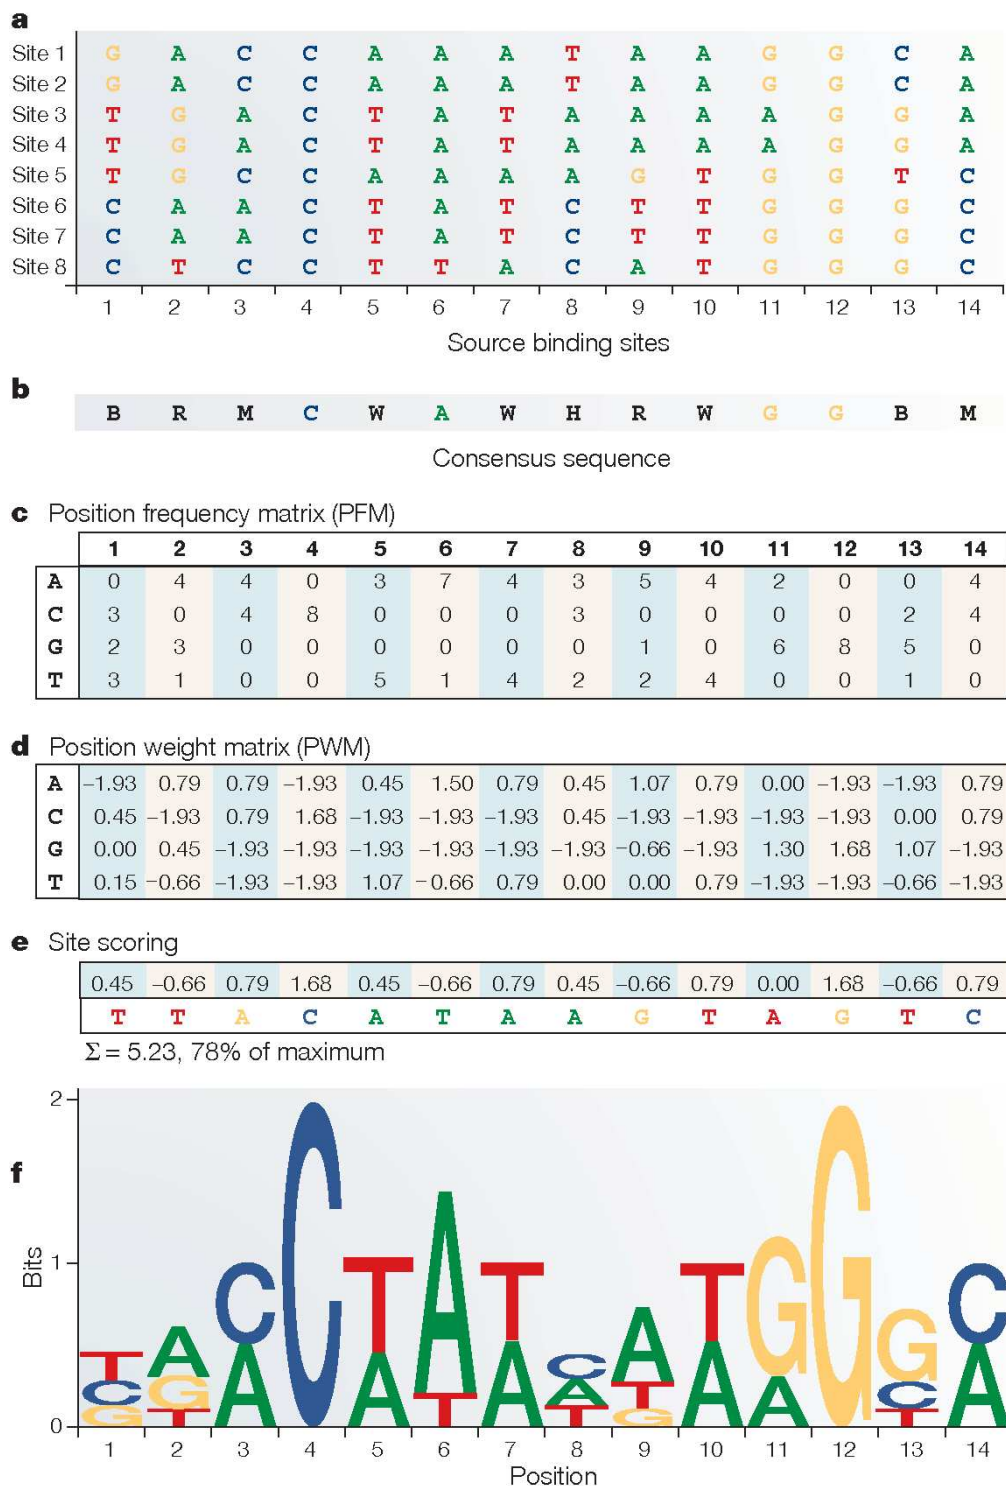 a
Site 1 G A C C A A A T A A G G C A
Site 2 G A C C A A A T A A G G C A
Site 3 T G A C T A T A A A A G G A
Site 4 T G A C T A T A A A A G G A
Site 5 T G C C A A A A G T G G T C
Site 6 C A A C T A T C T T G G G C
Site 7 C A A C T A T C T T G G G C
Site 8 C T C C T T A C A T G G G C
1 2 3 4 5 6 7 8 9 10 11 12 13 14
Source binding sites
b
B R M C W A W H R W G G B M
Consensus sequence
c Position frequency matrix (PFM)
1 2 3 4 5 6 7 8 9 10 11 12 13 14
A 0 4 4 0 3 7 4 3 5 4 2 0 0 4
C 3 0 4 8 0 0 0 3 0 0 0 0 2 4
G 2 3 0 0 0 0 0 0 1 0 6 8 5 0
T 3 1 0 0 5 1 4 2 2 4 0 0 1 0
d Position weight matrix (PWM)
A −1.93 0.79 0.79 −1.93 0.45 1.50 0.79 0.45 1.07 0.79 0.00 −1.93 −1.93 0.79
C 0.45 −1.93 0.79 1.68 −1.93 −1.93 −1.93 0.45 −1.93 −1.93 −1.93 −1.93 0.00 0.79
G 0.00 0.45 −1.93 −1.93 −1.93 −1.93 −1.93 −1.93 −0.66 −1.93 1.30 1.68 1.07 −1.93
T 0.15 −0.66 −1.93 −1.93 1.07 −0.66 0.79 0.00 0.00 0.79 −1.93 −1.93 −0.66 −1.93
e Site scoring
0.45 −0.66 0.79 1.68 0.45 −0.66 0.79 0.45 −0.66 0.79 0.00 1.68 −0.66 0.79
T T A C A T A A G T A G T C
Σ = 5.23, 78% of maximum
f
Bits
2
1
0
T C G
A G T
C A
C
T A
A T
T A
C A T
A T G
T A
G A
G
G C T
C A
1 2 3 4 5 6 7 8 9 10 11 12 13 14
Position